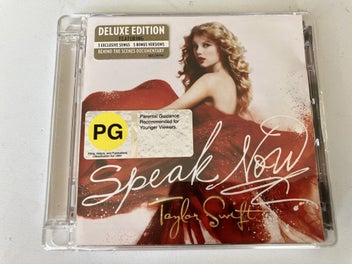 DELUXE EDITION
FEATURING
3 EXCLUSIVE SONGS 3 BONUS VERSIONS
BEHIND THE SCENES DOCUMENTARY
PG
Parental Guidance
Recommended for
Younger Viewers.
Speak Now
Taylor Swift